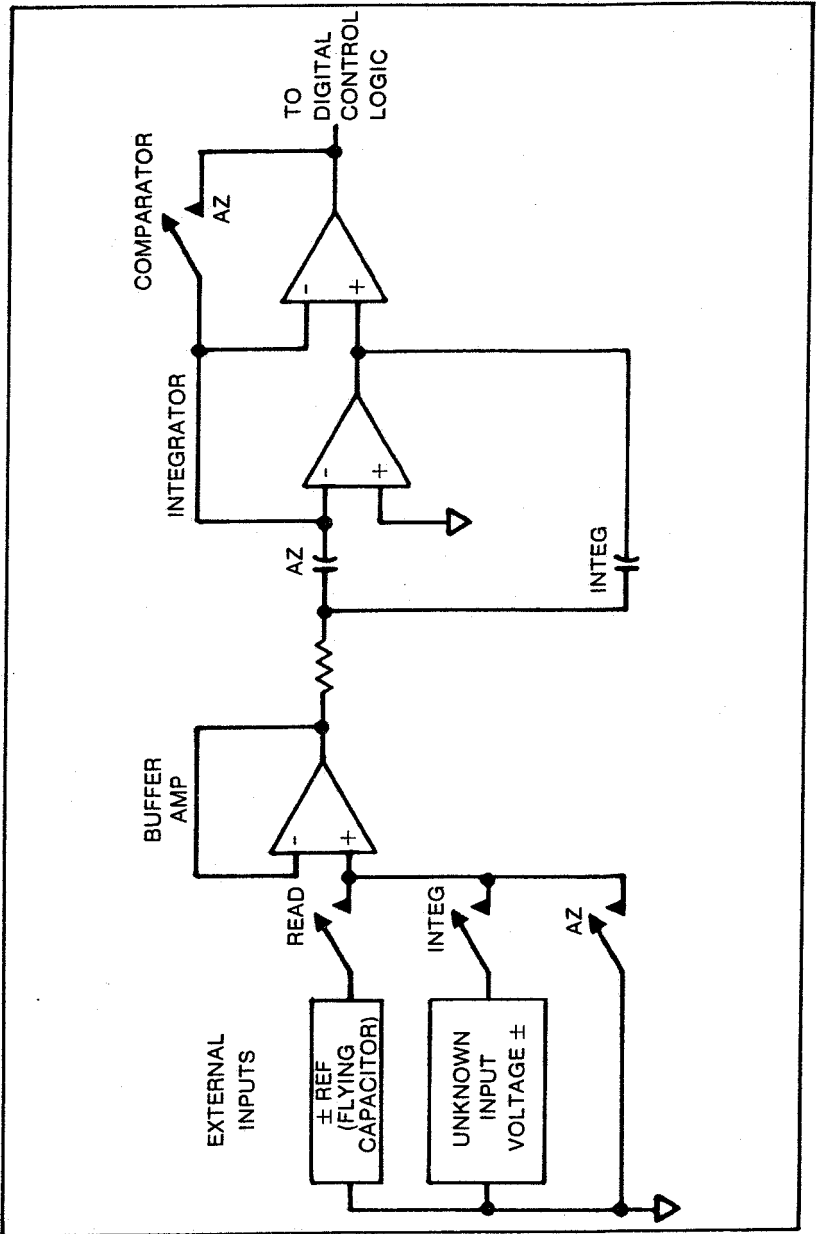 EXTERNAL
INPUTS
± REF
(FLYING
CAPACITOR)
READ
UNKNOWN
INPUT
VOLTAGE ±
INTEG
AZ
BUFFER
AMP
-
+
AZ
INTEG
INTEGRATOR
-
+
COMPARATOR
AZ
-
+
TO
DIGITAL
CONTROL
LOGIC